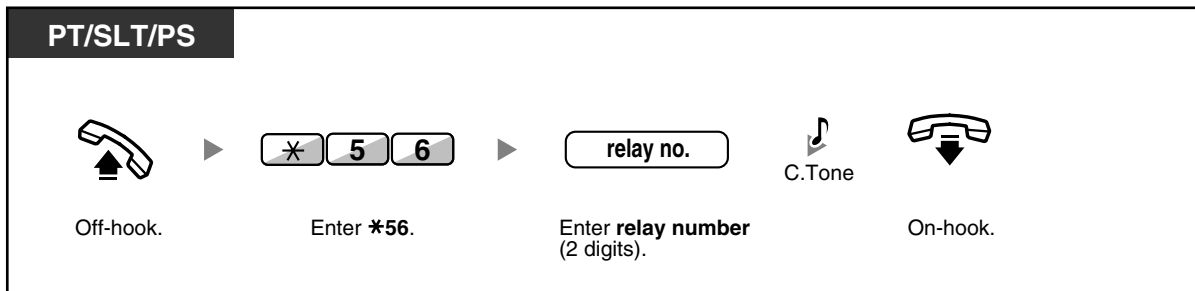 PT/SLT/PS
* 5 6
relay no.
C.Tone
Off-hook.
Enter *56.
Enter relay number
(2 digits).
On-hook.